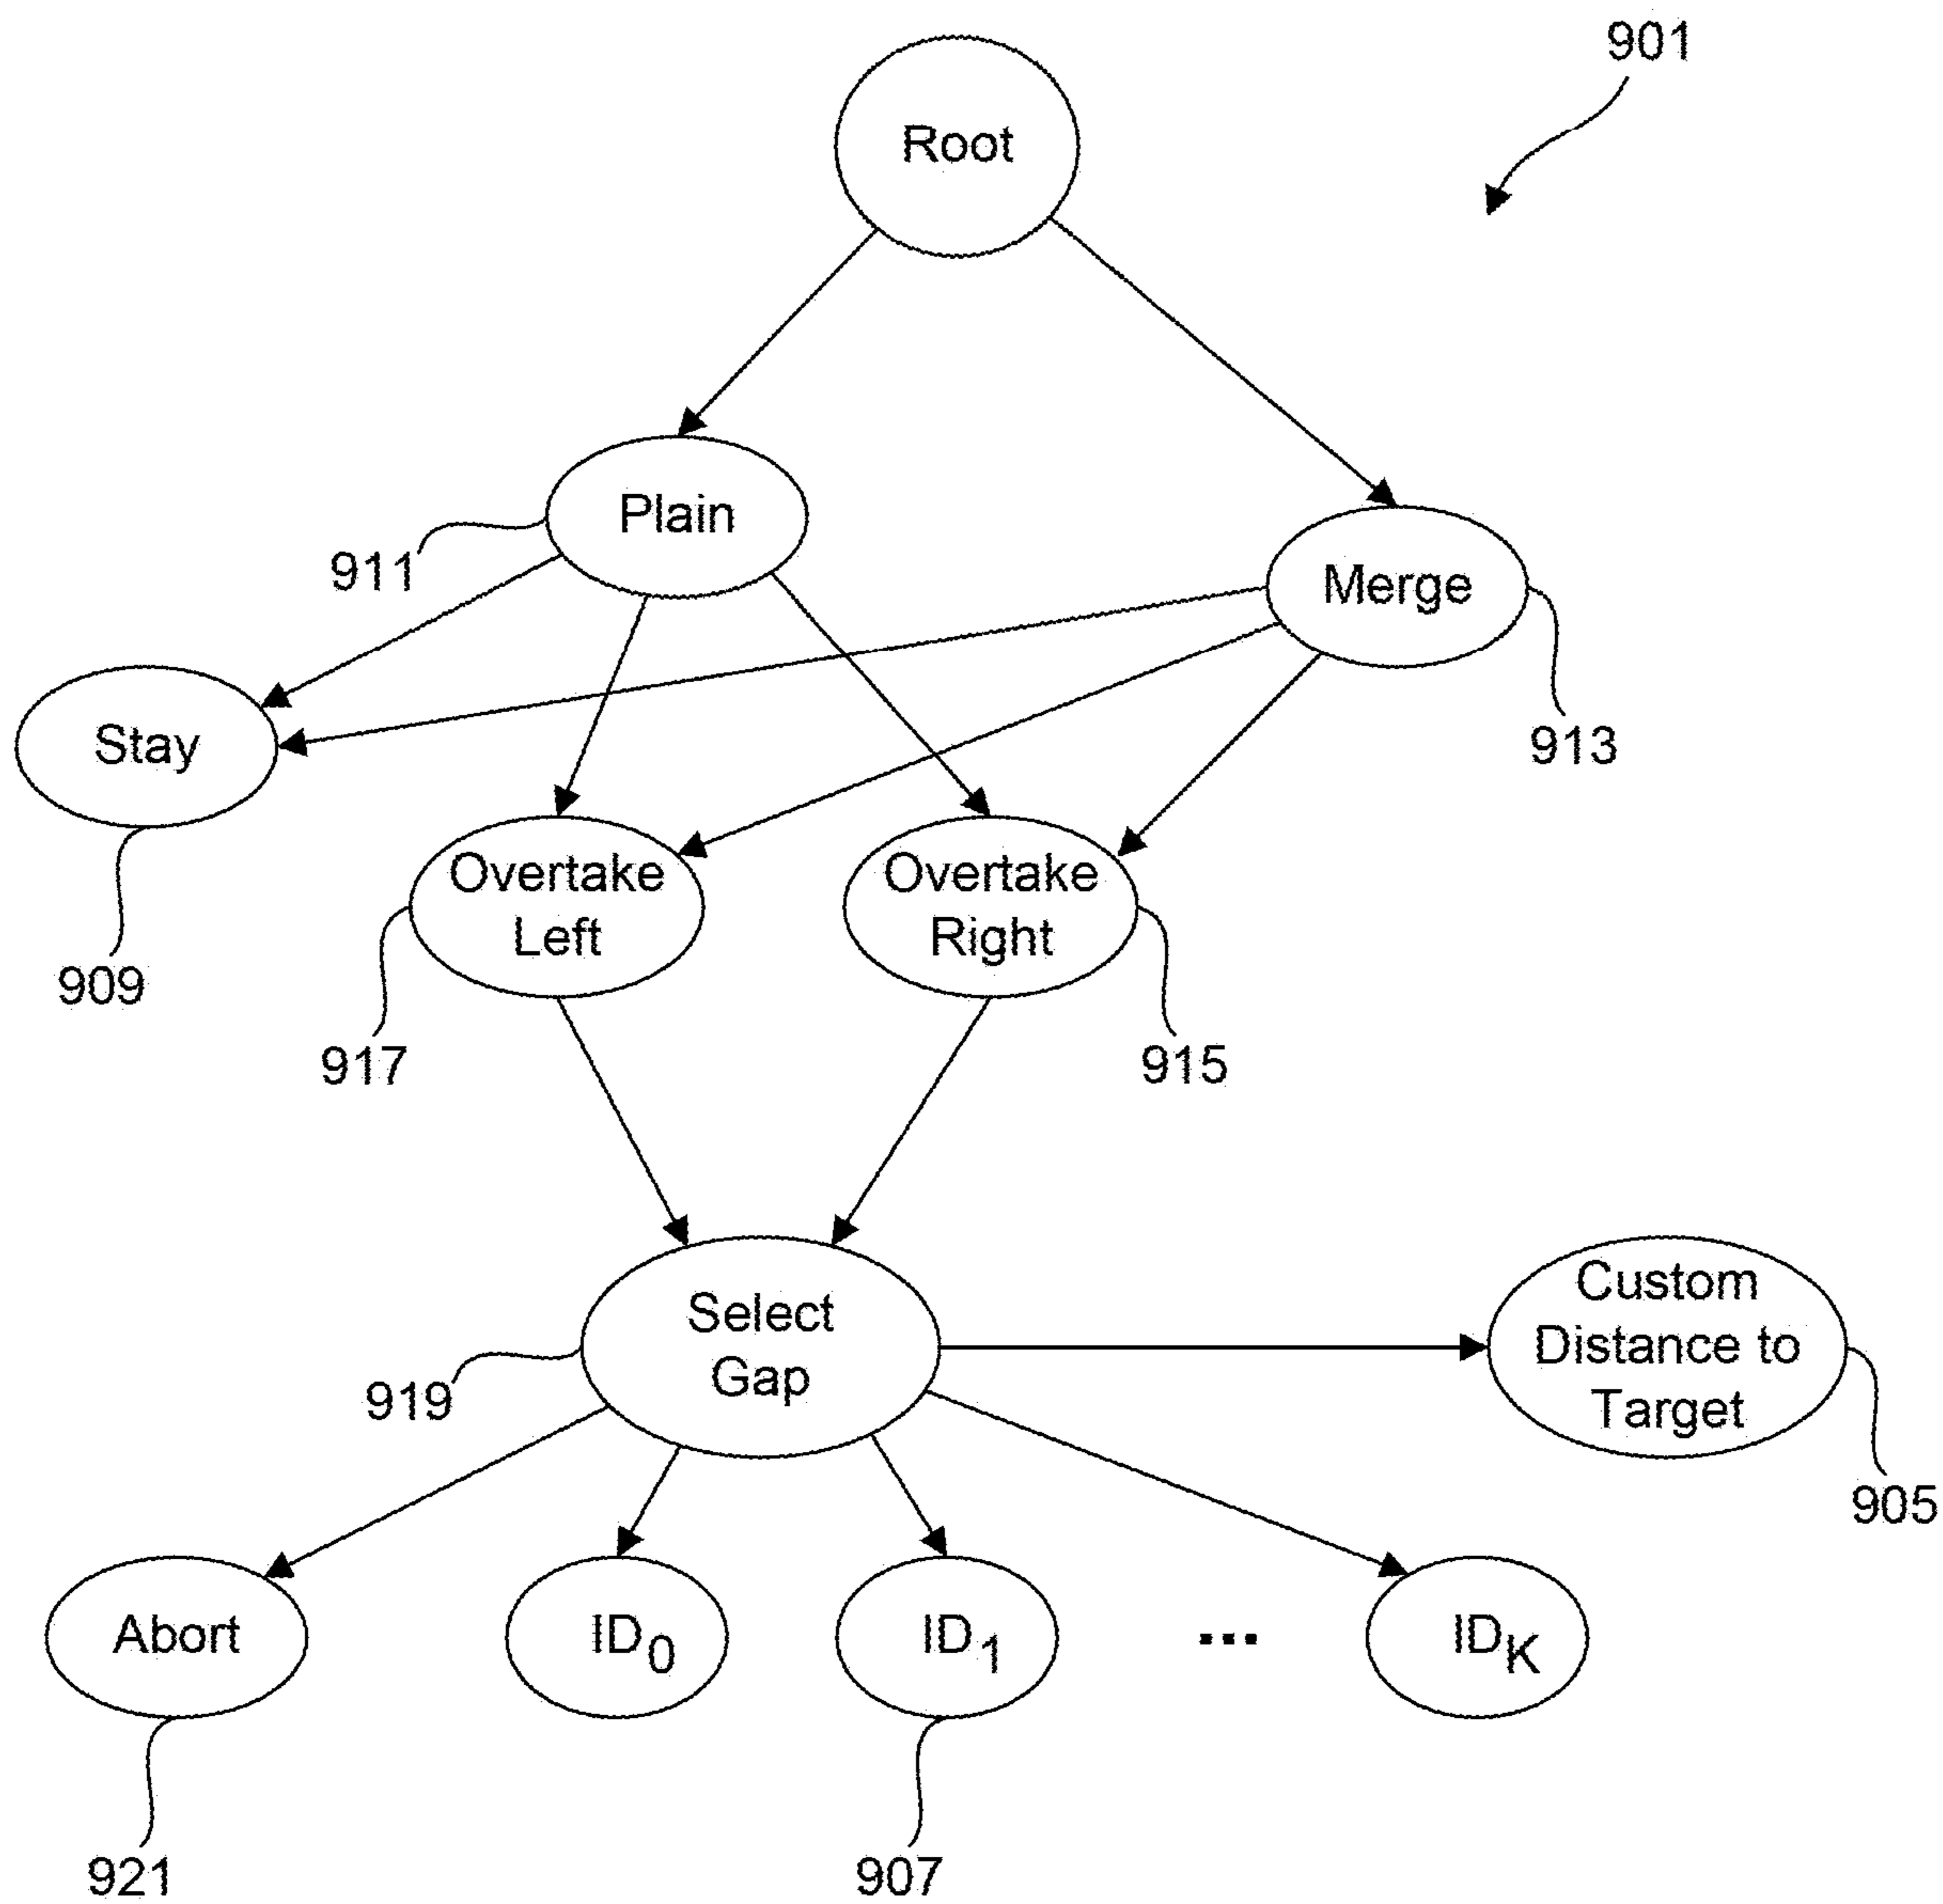 901
Root
Plain
911
Merge
913
Stay
909
Overtake
Left
917
Overtake
Right
915
Select
Gap
919
Custom
Distance to
Target
905
Abort
ID0
ID1
...
IDK
921
907